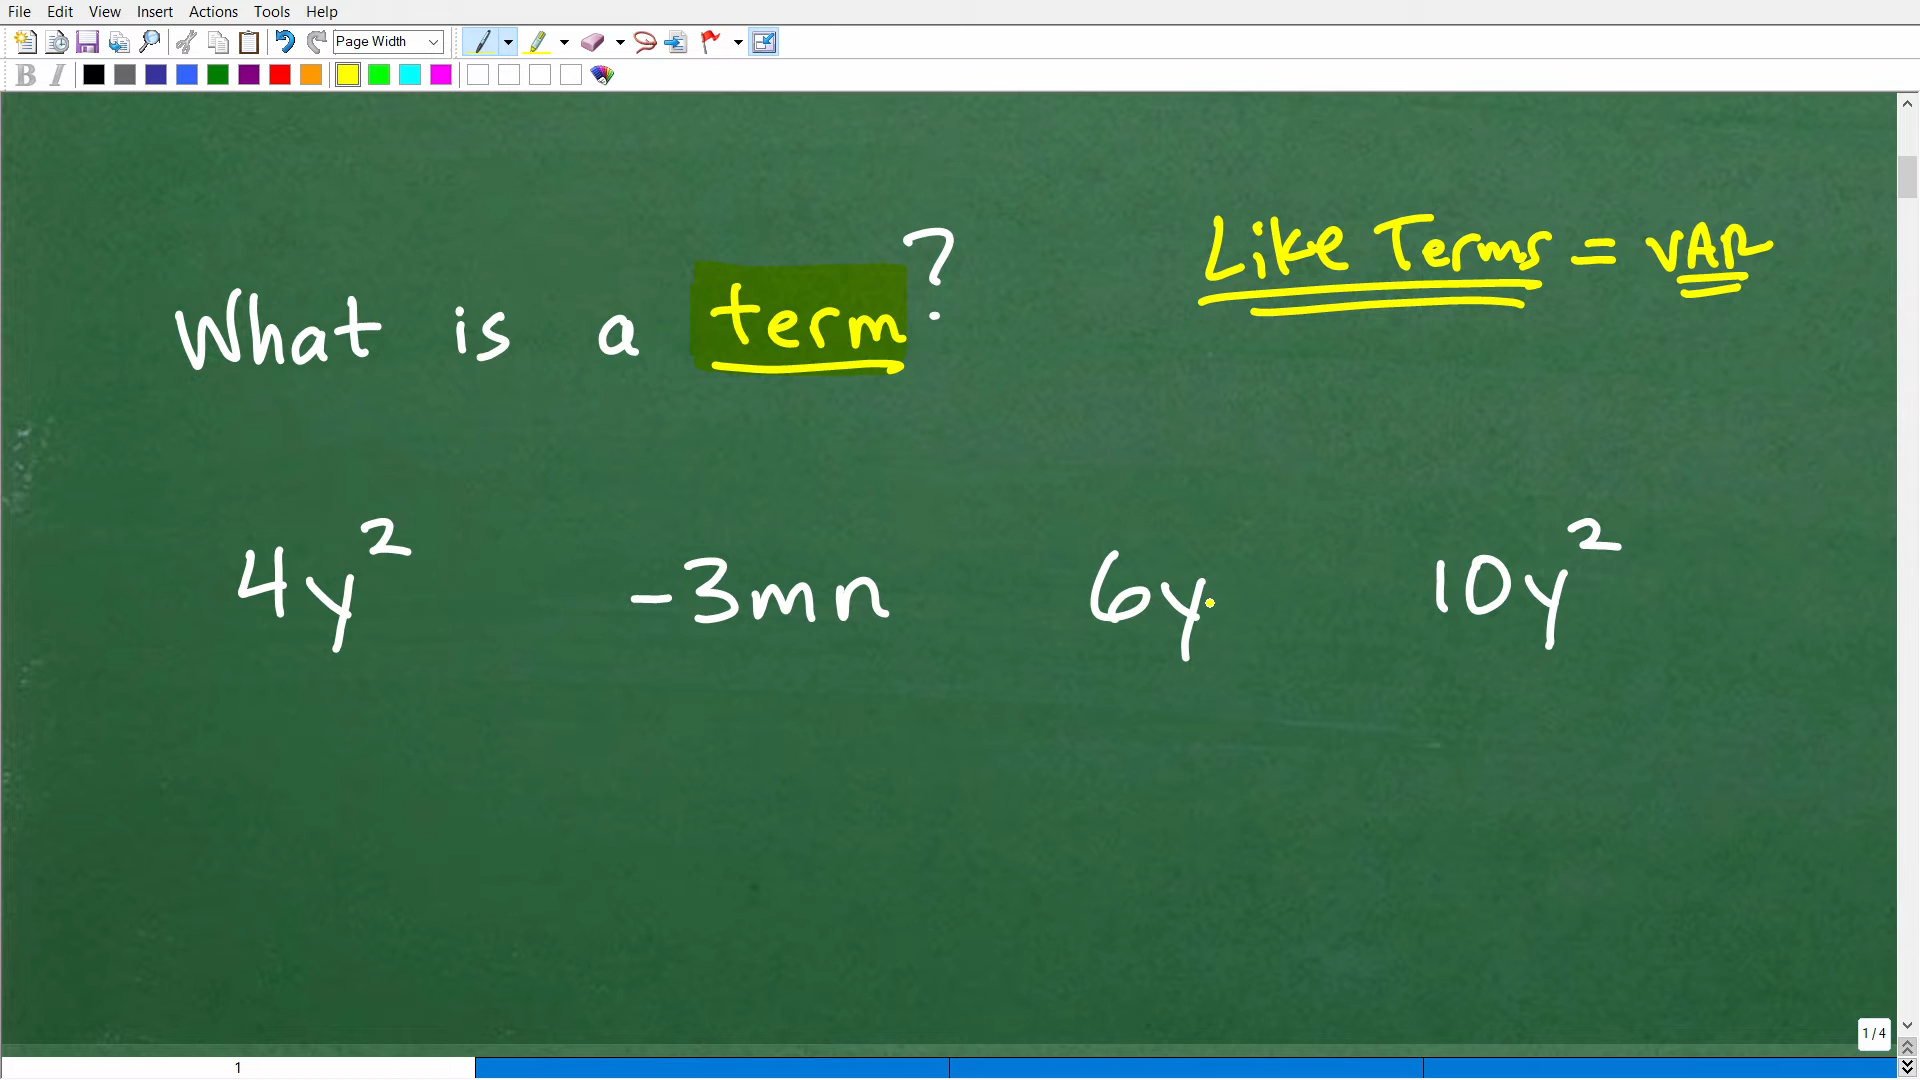 File Edit View Insert Actions Tools Help
Page Width
B I
Like Terms = VAR
What is a term?
4y² -3mn 6y 10y²
1 / 4
1